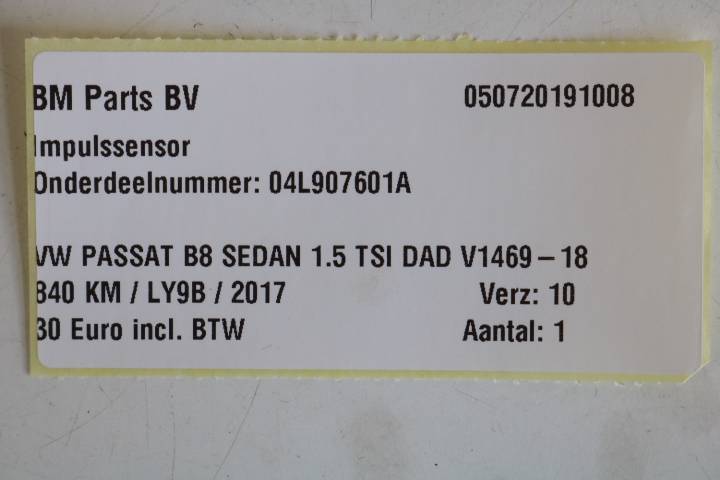 BM Parts BV 050720191008
Impulssensor
Onderdeelnummer: 04L907601A
VW PASSAT B8 SEDAN 1.5 TSI DAD V1469-18
840 KM / LY9B / 2017 Verz: 10
30 Euro incl. BTW Aantal: 1